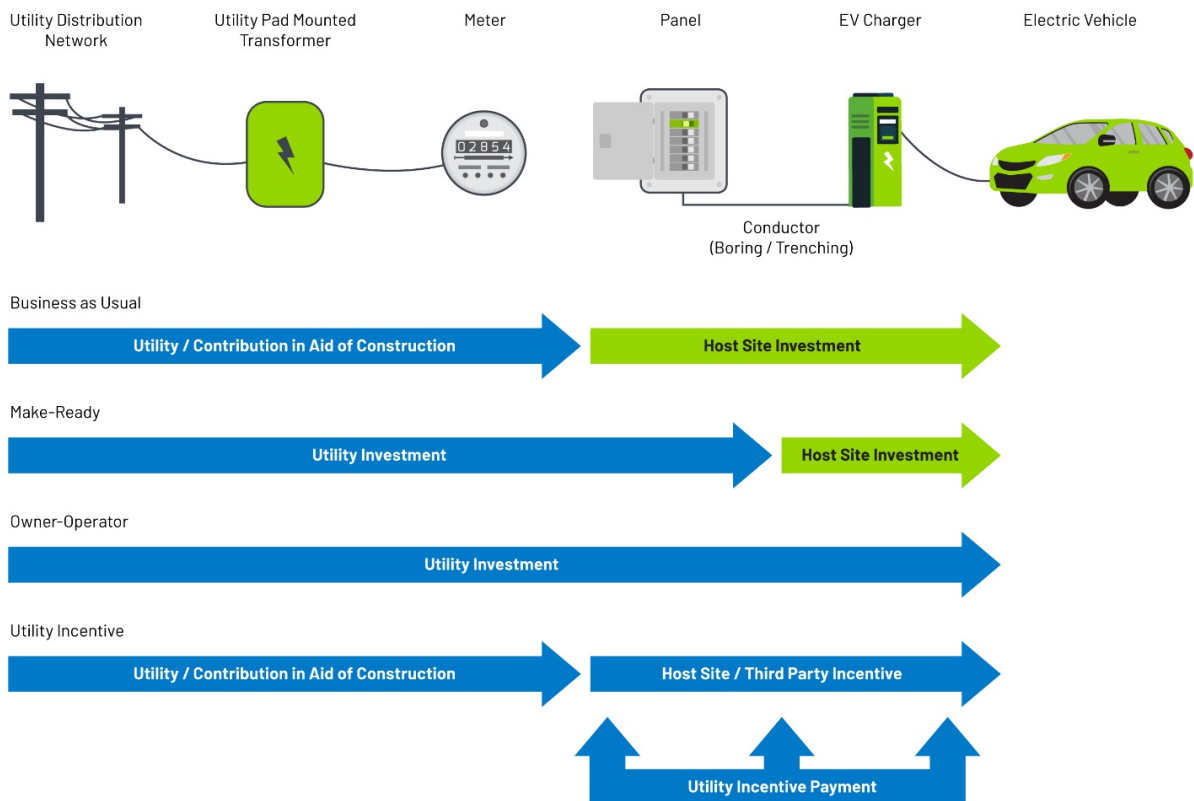 Utility Distribution
Network
Utility Pad Mounted
Transformer
Meter
Panel
EV Charger
Electric Vehicle
02854
Conductor
(Boring / Trenching)
Business as Usual
Utility / Contribution in Aid of Construction
Host Site Investment
Make-Ready
Utility Investment
Host Site Investment
Owner-Operator
Utility Investment
Utility Incentive
Utility / Contribution in Aid of Construction
Host Site / Third Party Incentive
Utility Incentive Payment